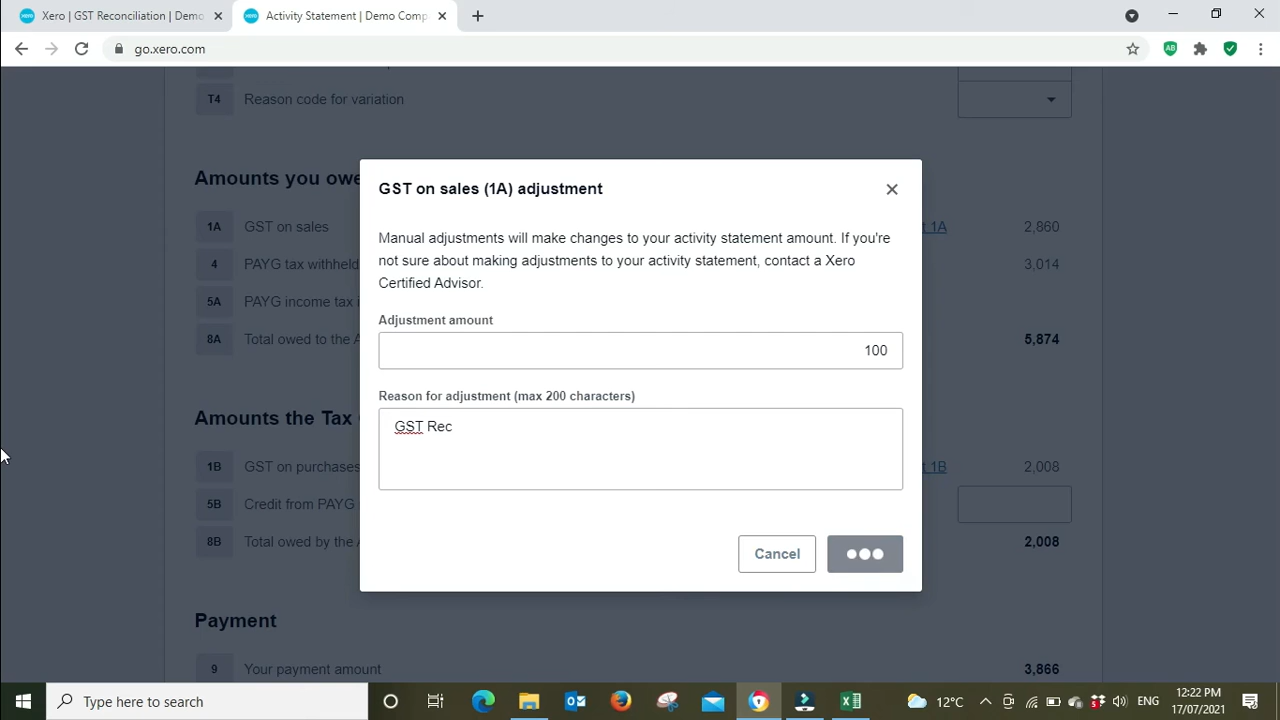 Xero | GST Reconciliation | Demo
Activity Statement | Demo Comp
go.xero.com
T4 Reason code for variation
Amounts you owe
1A GST on sales 1A 2,860
4 PAYG tax withheld 3,014
5A PAYG income tax
8A Total owed to the 5,874
Amounts the Tax
1B GST on purchases 1B 2,008
5B Credit from PAYG
8B Total owed by the 2,008
Payment
9 Your payment amount 3,866
GST on sales (1A) adjustment
Manual adjustments will make changes to your activity statement amount. If you're
not sure about making adjustments to your activity statement, contact a Xero
Certified Advisor.
Adjustment amount
100
Reason for adjustment (max 200 characters)
GST Rec
Cancel
Type here to search
12°C
ENG
12:22 PM
17/07/2021